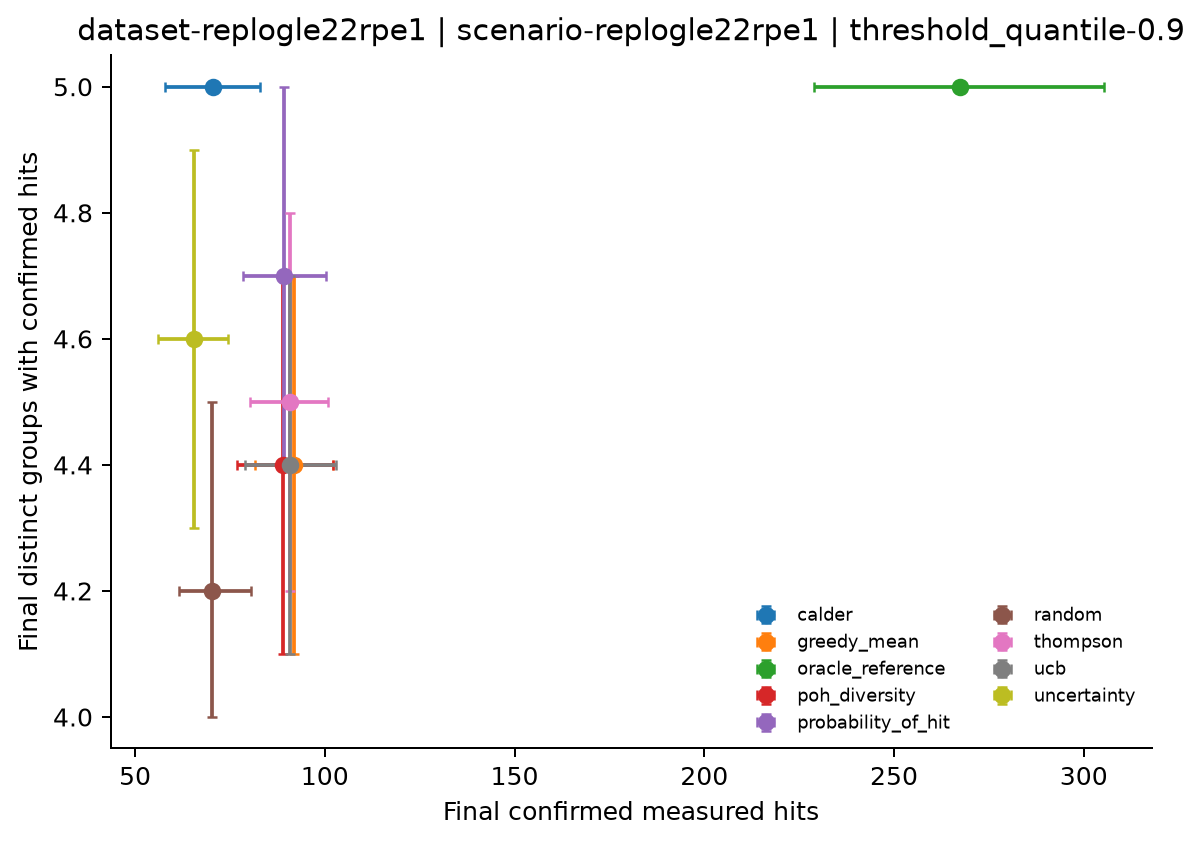 dataset-replogle22rpe1 | scenario-replogle22rpe1 | threshold_quantile-0.9
Final distinct groups with confirmed hits
5.0
4.8
4.6
4.4
4.2
4.0
50
100
150
200
250
300
Final confirmed measured hits
calder
greedy_mean
oracle_reference
poh_diversity
probability_of_hit
random
thompson
ucb
uncertainty